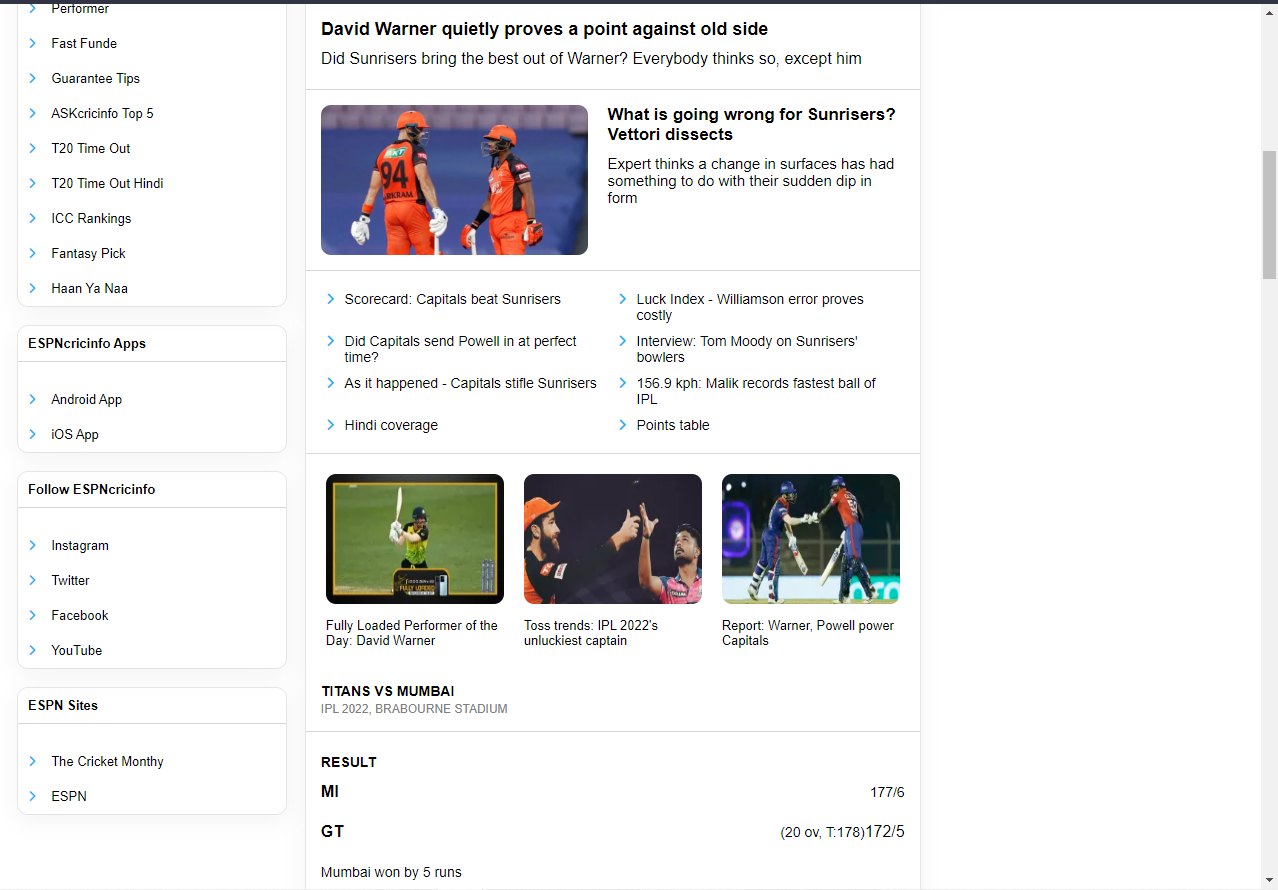 Performer
Fast Funde
Guarantee Tips
ASKcricinfo Top 5
T20 Time Out
T20 Time Out Hindi
ICC Rankings
Fantasy Pick
Haan Ya Naa
ESPNcricinfo Apps
Android App
iOS App
Follow ESPNcricinfo
Instagram
Twitter
Facebook
YouTube
ESPN Sites
The Cricket Monthy
ESPN
David Warner quietly proves a point against old side
Did Sunrisers bring the best out of Warner? Everybody thinks so, except him
94
What is going wrong for Sunrisers?
Vettori dissects
Expert thinks a change in surfaces has had
something to do with their sudden dip in
form
Scorecard: Capitals beat Sunrisers
Luck Index - Williamson error proves
costly
Did Capitals send Powell in at perfect
time?
Interview: Tom Moody on Sunrisers'
bowlers
As it happened - Capitals stifle Sunrisers
156.9 kph: Malik records fastest ball of
IPL
Hindi coverage
Points table
FULLY LOADED
Fully Loaded Performer of the
Day: David Warner
Toss trends: IPL 2022's
unluckiest captain
Report: Warner, Powell power
Capitals
TITANS VS MUMBAI
IPL 2022, BRABOURNE STADIUM
RESULT
MI 177/6
GT (20 ov, T:178)172/5
Mumbai won by 5 runs